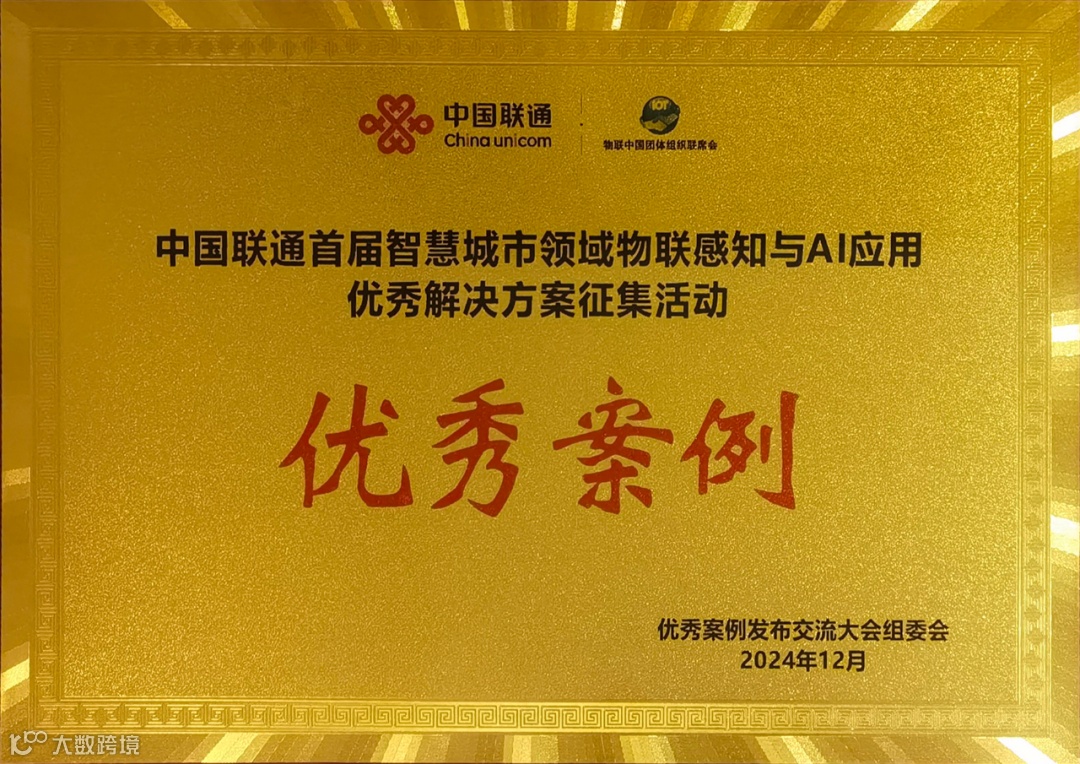 中国联通
China unicom
IOT
物联中国团体组织联席会
中国联通首届智慧城市领域物联感知与AI应用
优秀解决方案征集活动
优秀案例
优秀案例发布交流大会组委会
2024年12月
大数跨境